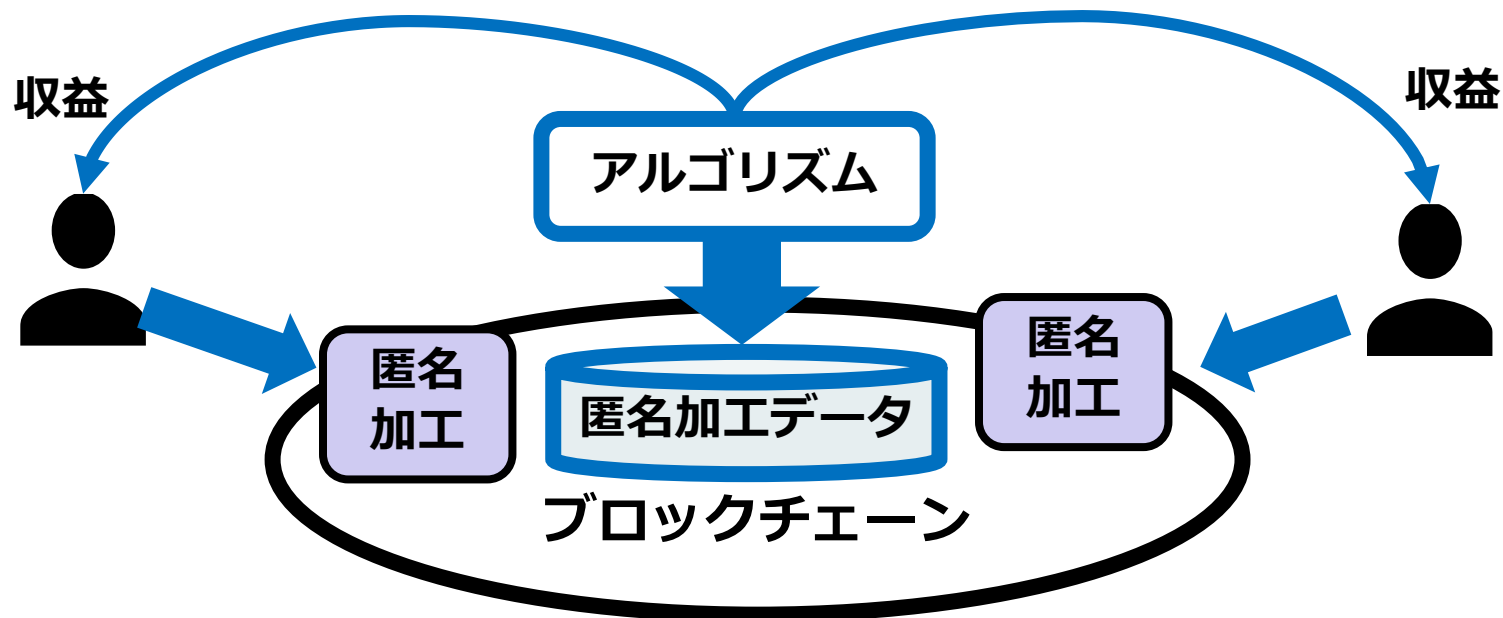 収益
収益
アルゴリズム
匿名
加工
匿名
加工
匿名加工データ
ブロックチェーン